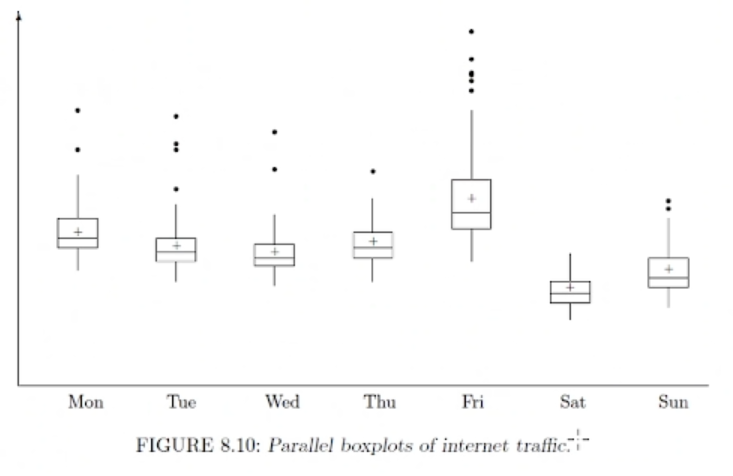 Mon Tue Wed Thu Fri Sat Sun
FIGURE 8.10: Parallel boxplots of internet traffic.